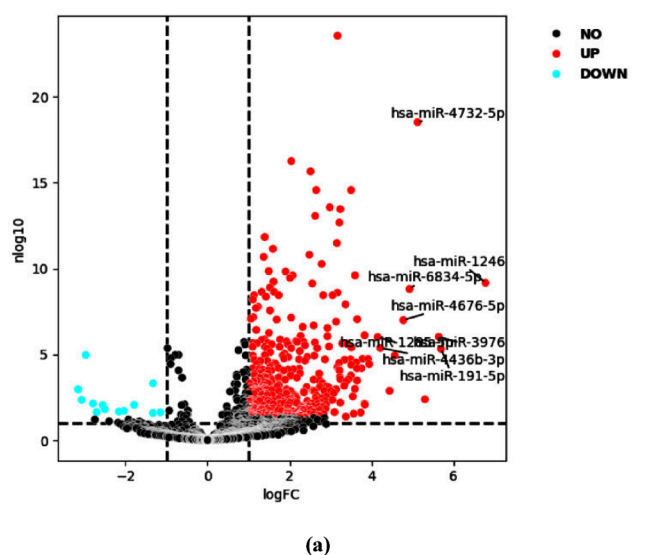 NO
UP
DOWN
nlog10
20
15
10
5
0
hsa-miR-4732-5p
hsa-miR-1246
hsa-miR-6834-5p
hsa-miR-4676-5p
hsa-miR-3976
hsa-miR-4436b-3p
hsa-miR-191-5p
−2
0
2
4
6
logFC
(a)